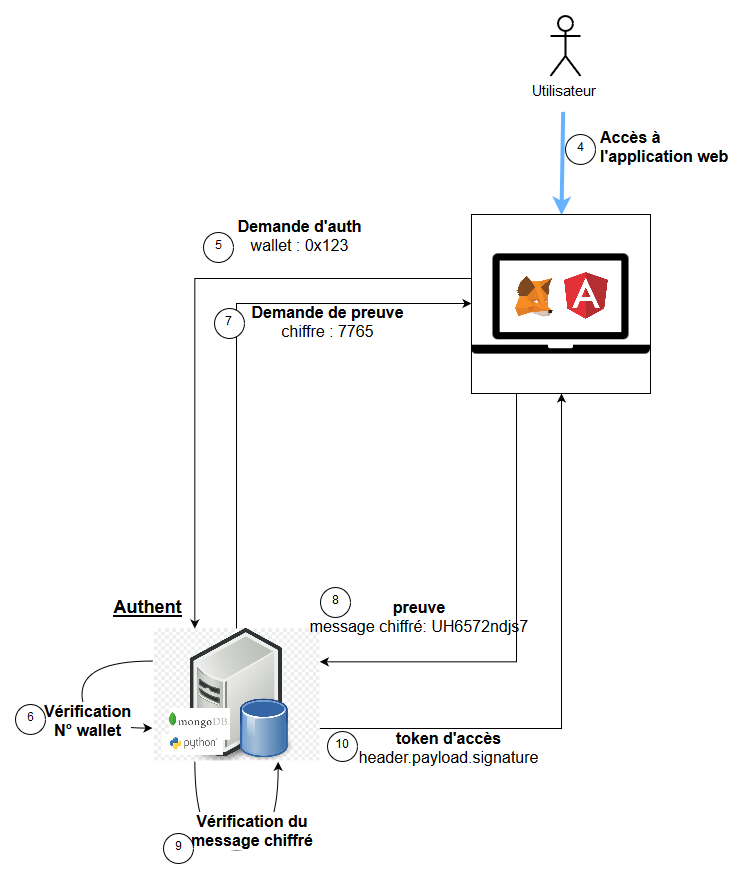 Utilisateur
4
Accès à
l'application web
Demande d'auth
5
wallet : 0x123
A
7
Demande de preuve
chiffre : 7765
8
Authent
preuve
message chiffré: UH6572ndjs7
6
Vérification
N° wallet
mongoDB
python
10
token d'accès
header.payload.signature
Vérification du
9
message chiffré